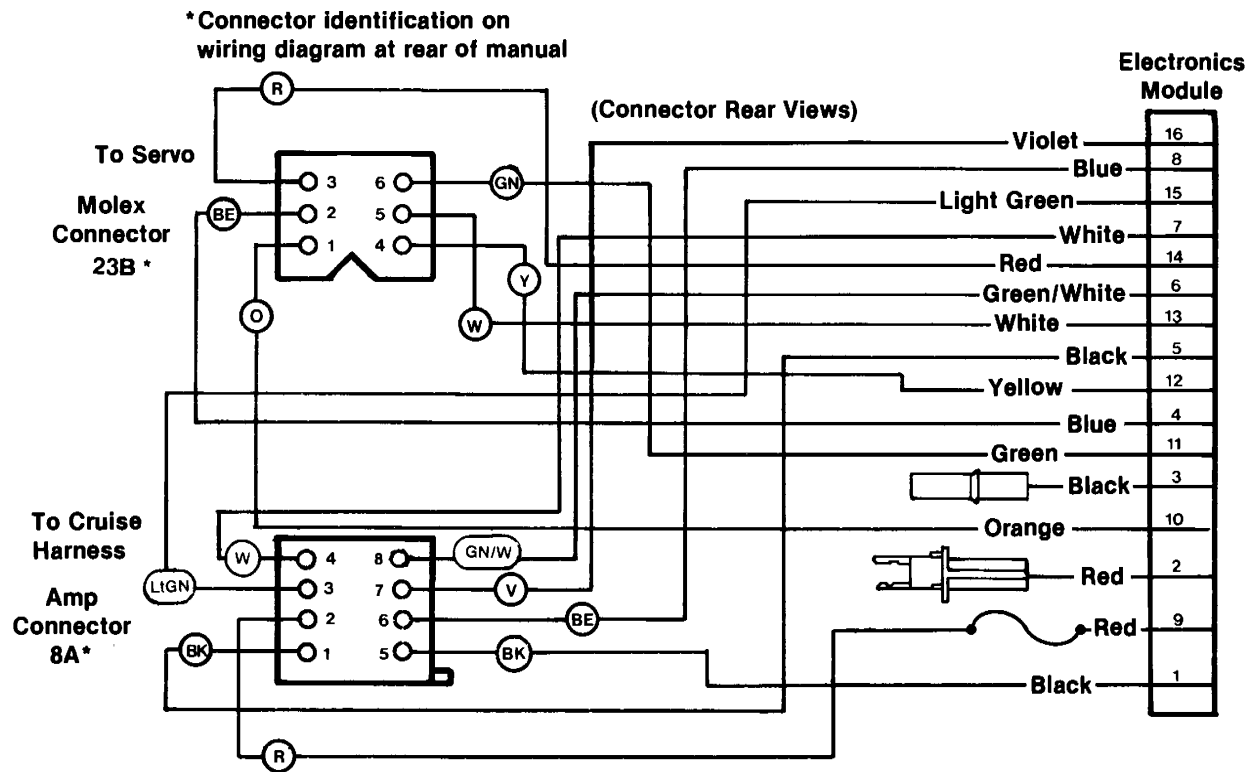 *Connector identification on
wiring diagram at rear of manual
Electronics
Module
(Connector Rear Views)
R
To Servo
Molex
Connector
23B *
3
6
GN
BE
2
5
1
4
Y
O
W
Violet
16
Blue
8
Light Green
15
White
7
Red
14
Green/White
6
White
13
Black
5
Yellow
12
Blue
4
Green
11
Black
3
Orange
10
Red
2
Red
9
Black
1
To Cruise
Harness
Amp
Connector
8A*
W
4
8
GN/W
LtGN
3
7
V
2
6
BE
BK
1
5
BK
R